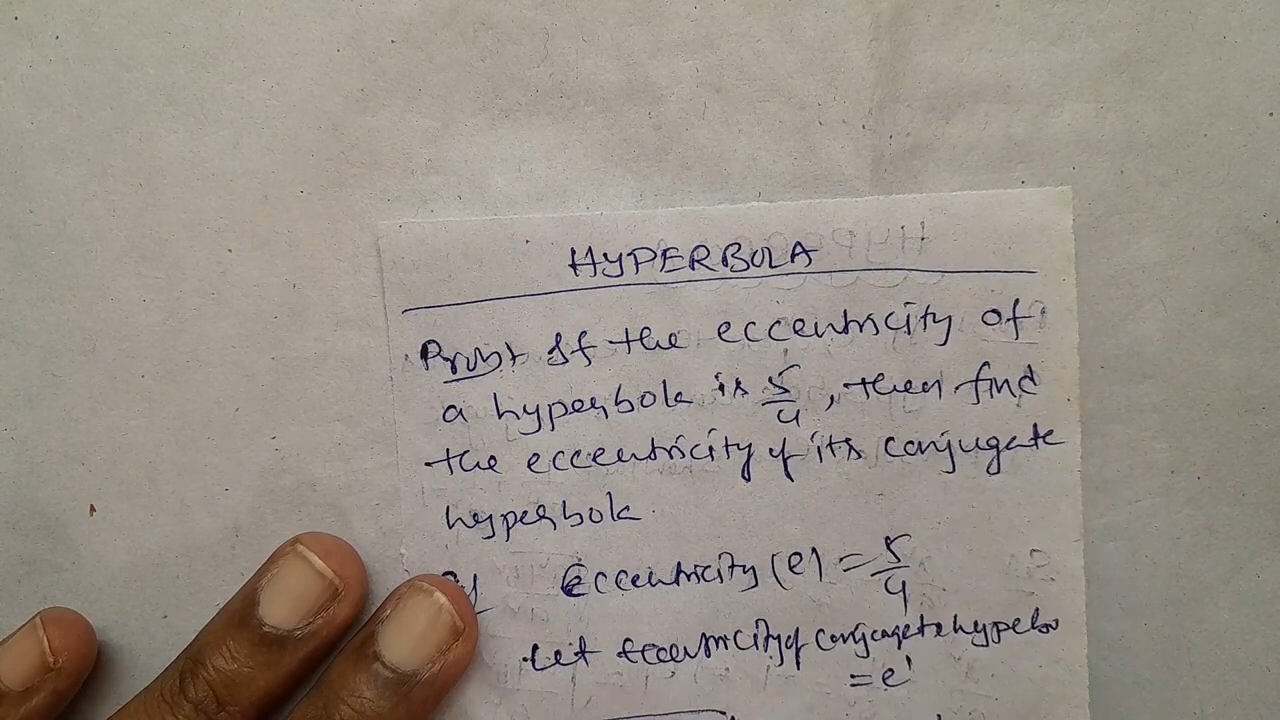 HYPERBOLA
Prob) If the eccentricity of
a hyperbola is 5/4, then find
the eccentricity of its conjugate
hyperbola.
Eccentricity (e) = 5/4
Let eccentricity of conjugate hyperbo
= e'